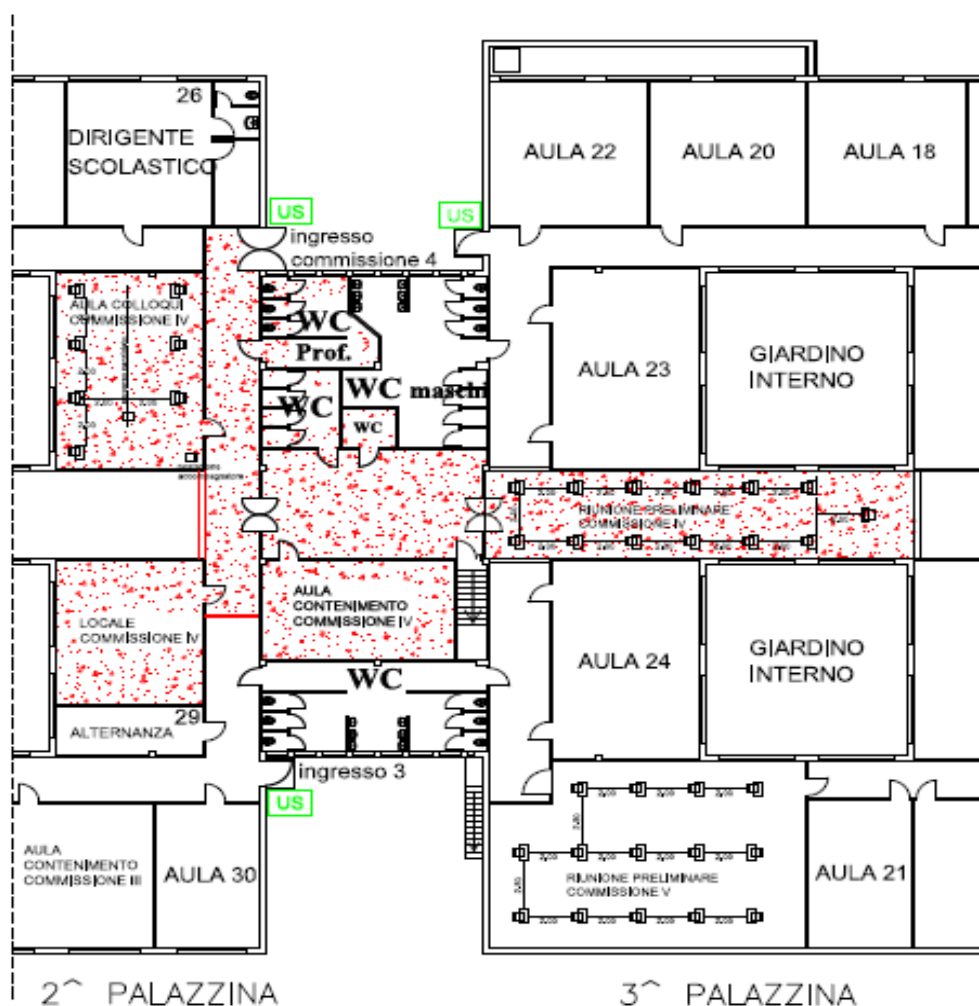 26
DIRIGENTE
SCOLASTICO
AULA 22
AULA 20
AULA 18
US
US
ingresso
commissione 4
AULA COLLOQUI
COMMISSIONE IV
WC
Prof.
WC
WC maschi
WC
AULA 23
GIARDINO
INTERNO
accompagnatore
RIUNIONE PRELIMINARE
COMMISSIONE IV
LOCALE
COMMISSIONE IV
AULA
CONTENIMENTO
COMMISSIONE IV
AULA 24
GIARDINO
INTERNO
WC
29
ALTERNANZA
ingresso 3
US
AULA
CONTENIMENTO
COMMISSIONE III
AULA 30
RIUNIONE PRELIMINARE
COMMISSIONE V
AULA 21
2^ PALAZZINA
3^ PALAZZINA